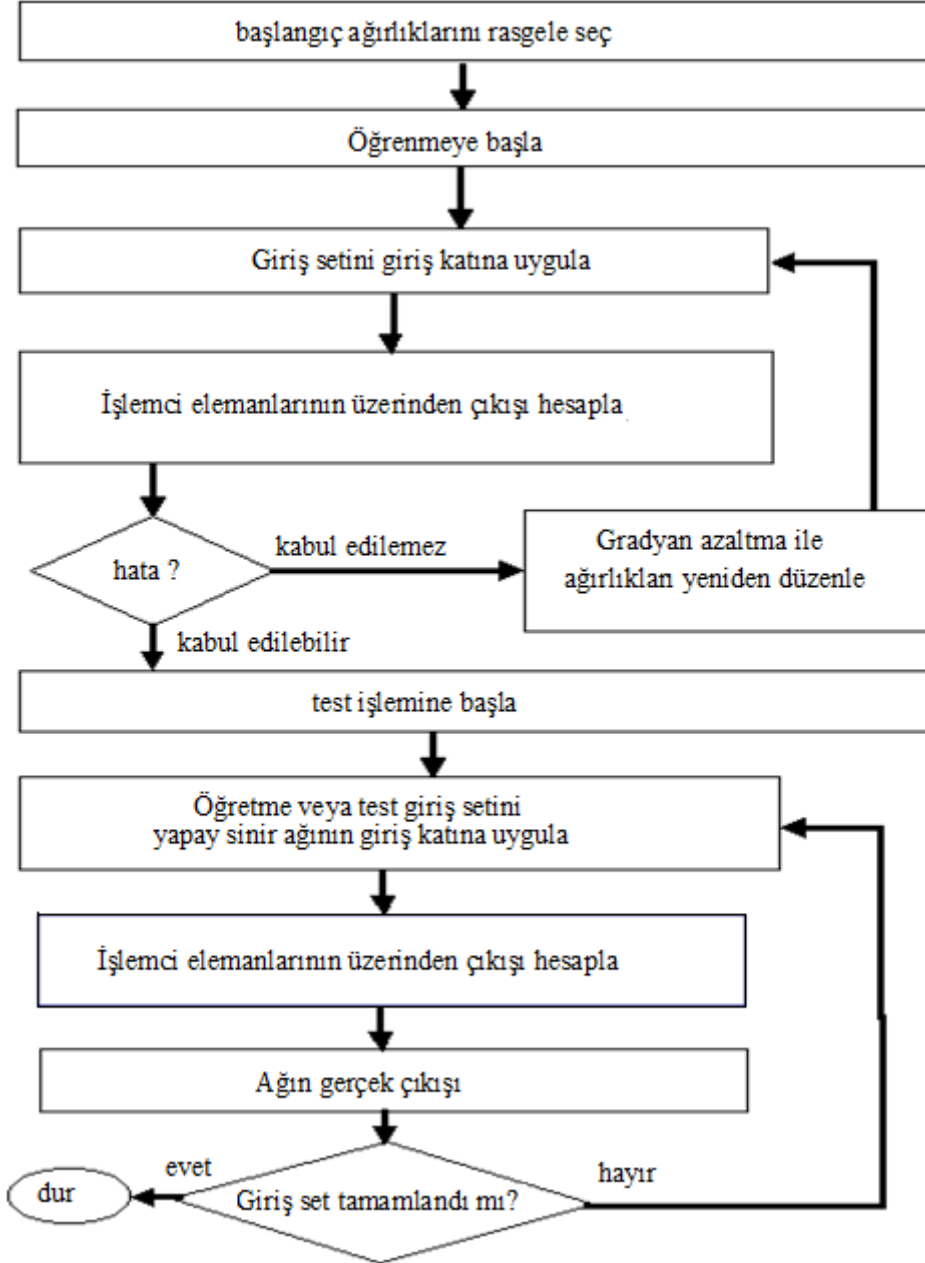 başlangıç ağırlıklarını rasgele seç
Öğrenmeye başla
Giriş setini giriş katına uygula
İşlemci elemanlarının üzerinden çıkışı hesapla
hata ?
kabul edilemez
Gradyan azaltma ile
ağırlıkları yeniden düzenle
kabul edilebilir
test işlemine başla
Öğretme veya test giriş setini
yapay sinir ağının giriş katına uygula
İşlemci elemanlarının üzerinden çıkışı hesapla
Ağın gerçek çıkışı
evet
hayır
dur
Giriş set tamamlandı mı?